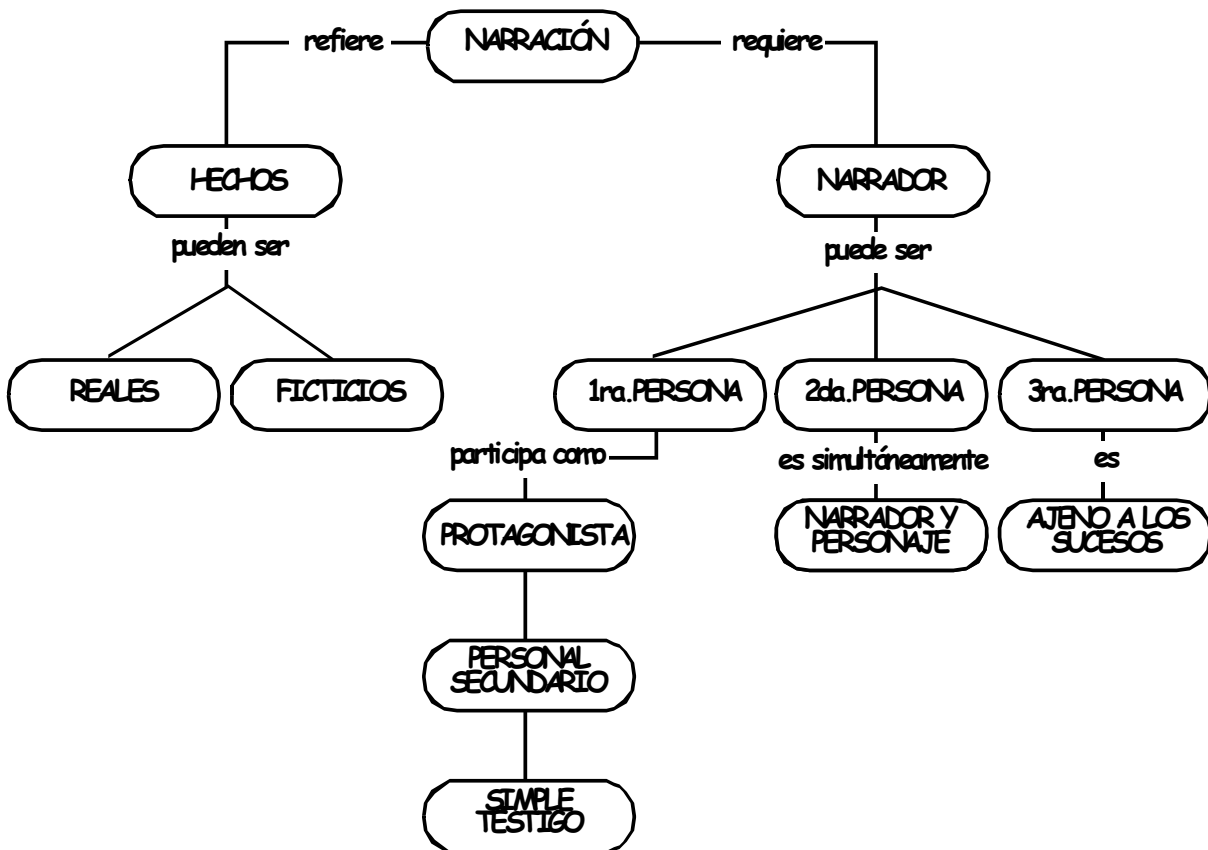 refiere NARRACIÓN requiere
HECHOS NARRADOR
pueden ser puede ser
REALES FICTICIOS 1ra.PERSONA 2da.PERSONA 3ra.PERSONA
participa como es simultáneamente es
PROTAGONISTA NARRADOR Y AJENO A LOS
PERSONAJE SUCESOS
PERSONAL
SECUNDARIO
SIMPLE
TESTIGO